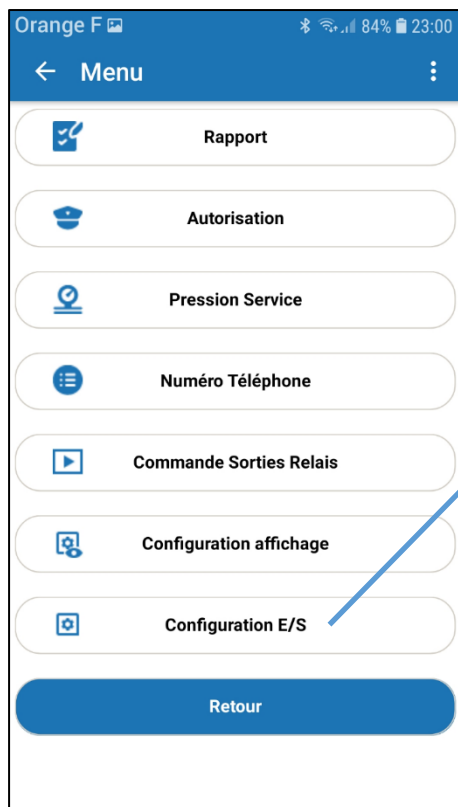 Orange F 84% 23:00
Menu
Rapport
Autorisation
Pression Service
Numéro Téléphone
Commande Sorties Relais
Configuration affichage
Configuration E/S
Retour